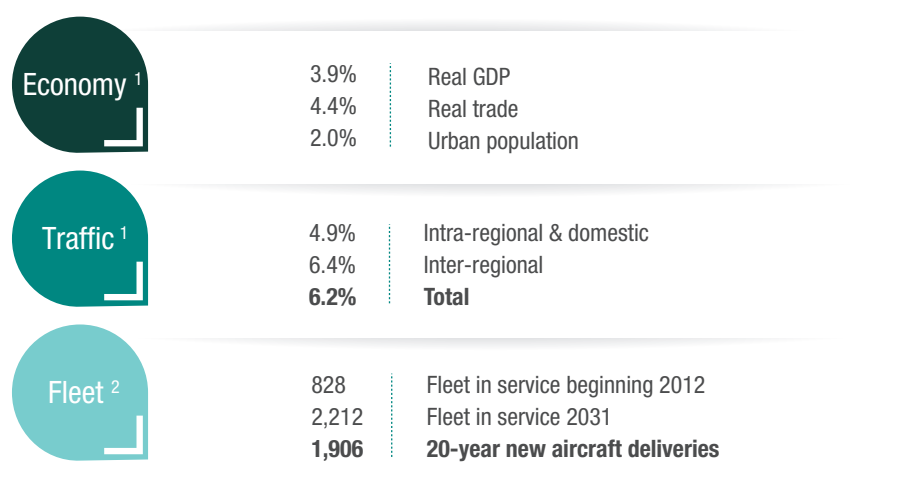 Economy 1
3.9% Real GDP
4.4% Real trade
2.0% Urban population
Traffic 1
4.9% Intra-regional & domestic
6.4% Inter-regional
6.2% Total
Fleet 2
828 Fleet in service beginning 2012
2,212 Fleet in service 2031
1,906 20-year new aircraft deliveries